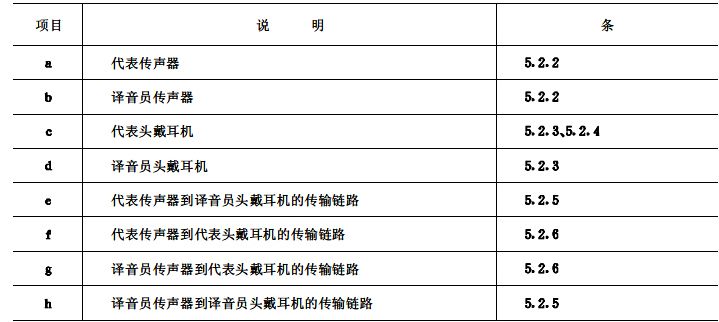 项目 说 明 条
a 代表传声器 5.2.2
b 译音员传声器 5.2.2
c 代表头戴耳机 5.2.3、5.2.4
d 译音员头戴耳机 5.2.3
e 代表传声器到译音员头戴耳机的传输链路 5.2.5
f 代表传声器到代表头戴耳机的传输链路 5.2.6
g 译音员传声器到代表头戴耳机的传输链路 5.2.6
h 译音员传声器到译音员头戴耳机的传输链路 5.2.5